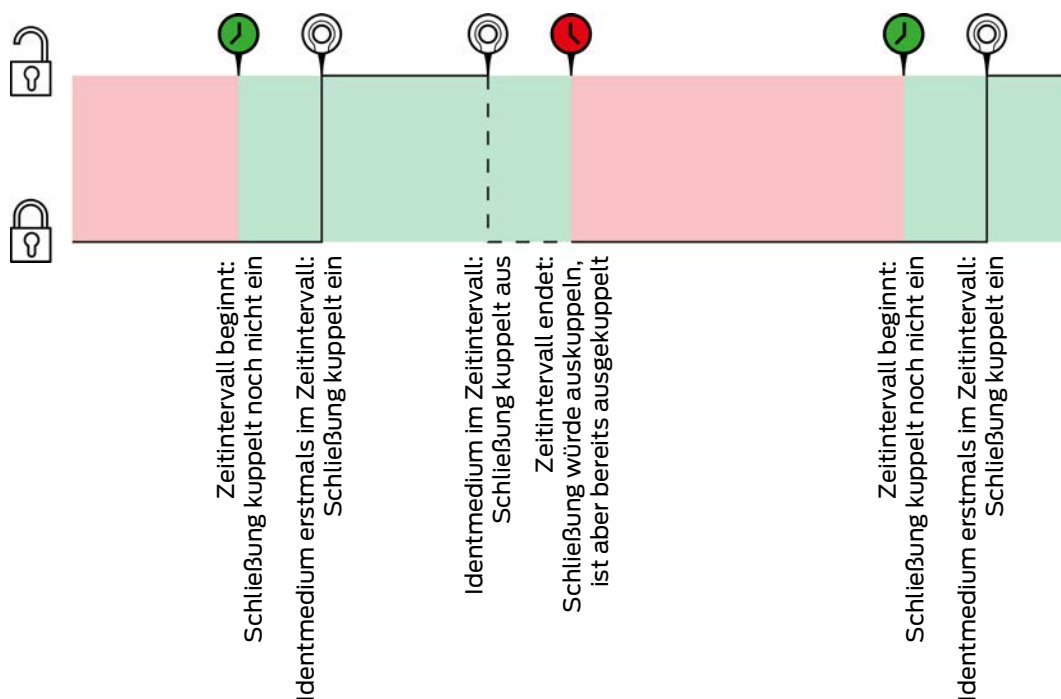 Zeitintervall beginnt:
Schließung kuppelt noch nicht ein
Identmedium erstmals im Zeitintervall:
Schließung kuppelt ein
Identmedium im Zeitintervall:
Schließung kuppelt aus
Zeitintervall endet:
Schließung würde auskuppeln,
ist aber bereits ausgekuppelt
Zeitintervall beginnt:
Schließung kuppelt noch nicht ein
Identmedium erstmals im Zeitintervall:
Schließung kuppelt ein